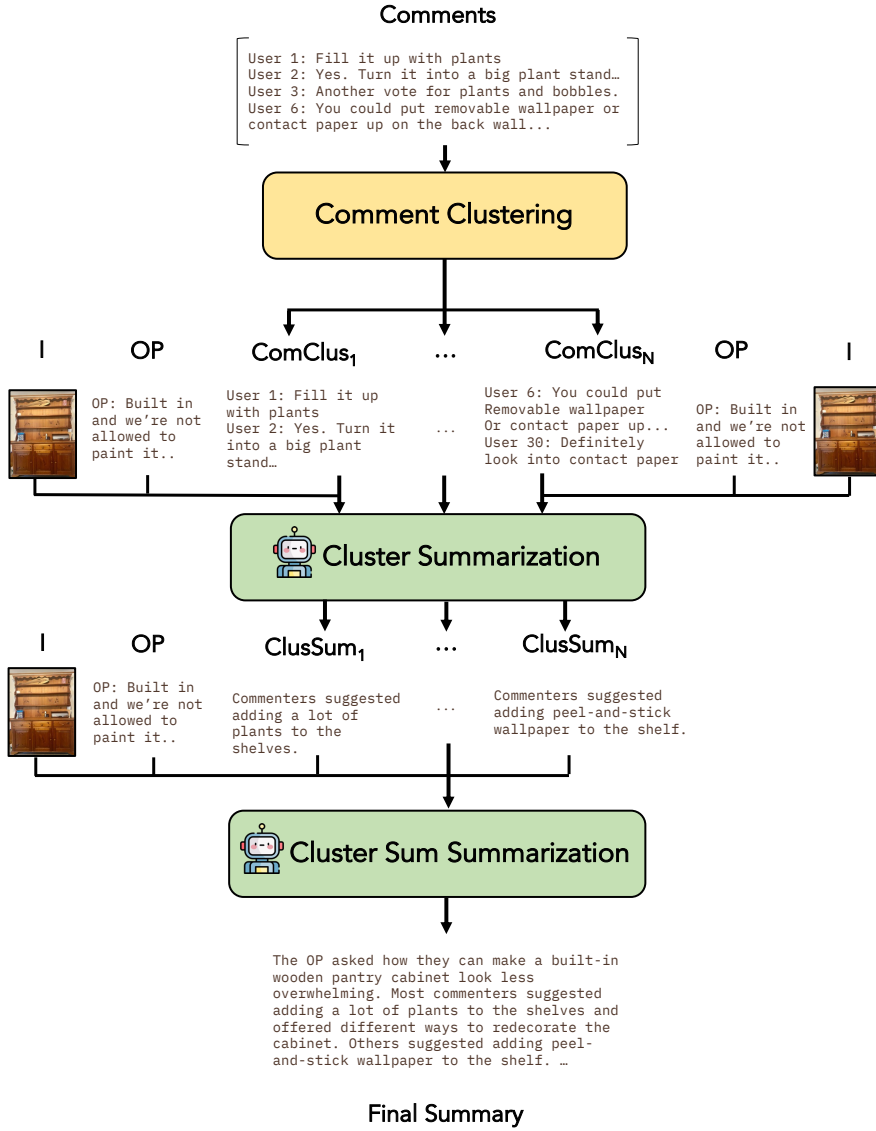 Comments
User 1: Fill it up with plants
User 2: Yes. Turn it into a big plant stand…
User 3: Another vote for plants and bobbles.
User 6: You could put removable wallpaper or
contact paper up on the back wall...
Comment Clustering
I
OP
ComClus1
...
ComClusN
OP
I
OP: Built in
and we’re not
allowed to
paint it..
User 1: Fill it up
with plants
User 2: Yes. Turn it
into a big plant
stand…
...
User 6: You could put
Removable wallpaper
Or contact paper up...
User 30: Definitely
look into contact paper
OP: Built in
and we’re not
allowed to
paint it..
Cluster Summarization
I
OP
ClusSum1
...
ClusSumN
OP: Built in
and we’re not
allowed to
paint it..
Commenters suggested
adding a lot of
plants to the
shelves.
...
Commenters suggested
adding peel-and-stick
wallpaper to the shelf.
Cluster Sum Summarization
The OP asked how they can make a built-in
wooden pantry cabinet look less
overwhelming. Most commenters suggested
adding a lot of plants to the shelves and
offered different ways to redecorate the
cabinet. Others suggested adding peel-
and-stick wallpaper to the shelf. …
Final Summary